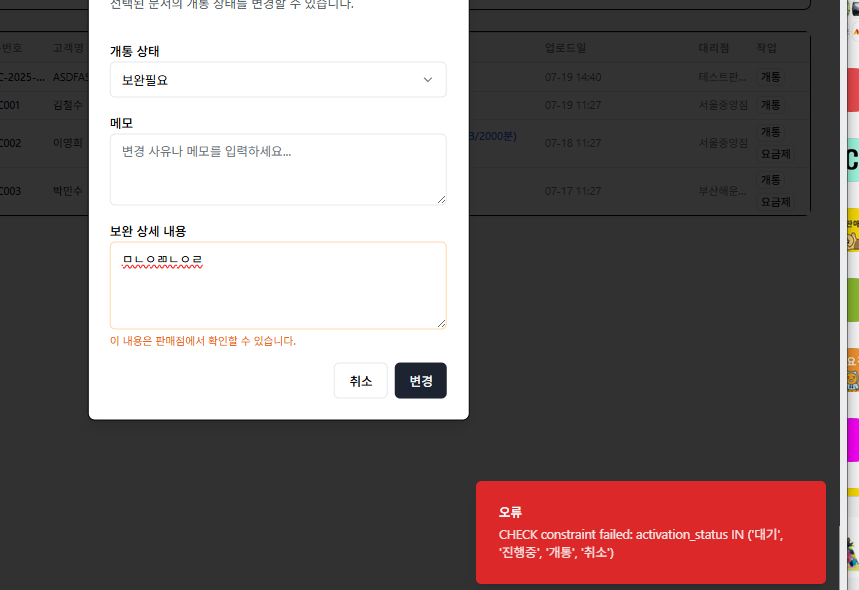 선택된 문서의 개통 상태를 변경할 수 있습니다.
번호 고객명 업로드일 대리점 작업
C-2025-... ASDFAS 07-19 14:40 테스트판... 개통
C001 김철수 07-19 11:27 서울중앙점 개통
C002 이영희 3/2000분) 07-18 11:27 서울중앙점 개통
요금제
C003 박민수 07-17 11:27 부산해운... 개통
요금제
개통 상태
보완필요
메모
변경 사유나 메모를 입력하세요...
보완 상세 내용
이 내용은 판매점에서 확인할 수 있습니다.
취소 변경
오류
CHECK constraint failed: activation_status IN ('대기',
'진행중', '개통', '취소')